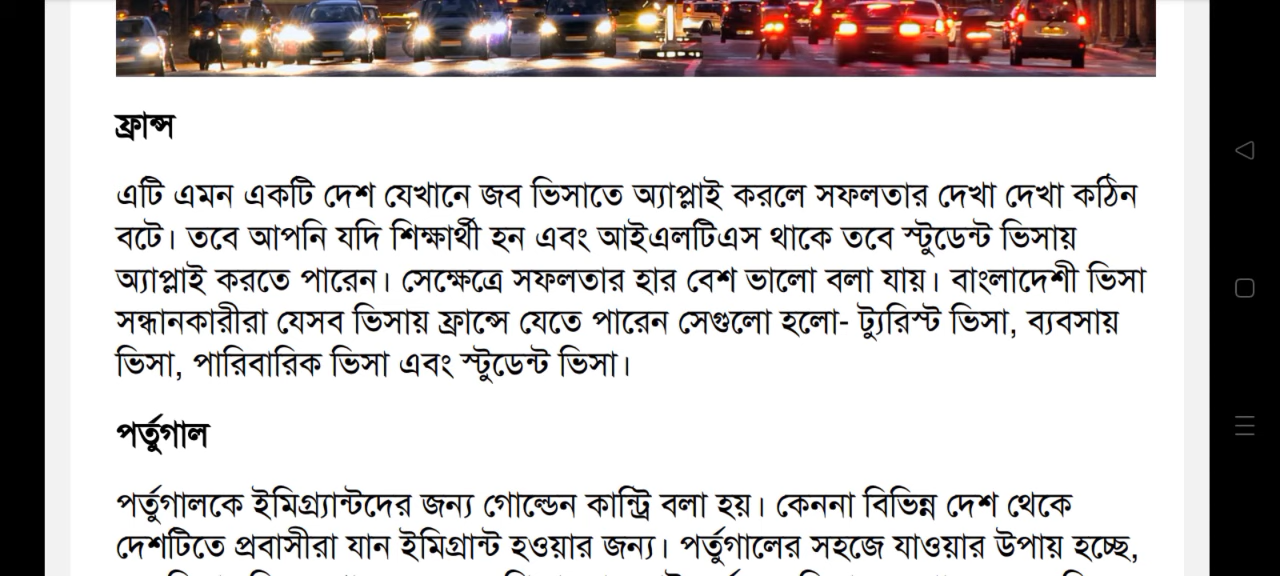 ফ্রান্স
এটি এমন একটি দেশ যেখানে জব ভিসাতে অ্যাপ্লাই করলে সফলতার দেখা দেখা কঠিন
বটে। তবে আপনি যদি শিক্ষার্থী হন এবং আইএলটিএস থাকে তবে স্টুডেন্ট ভিসায়
অ্যাপ্লাই করতে পারেন। সেক্ষেত্রে সফলতার হার বেশ ভালো বলা যায়। বাংলাদেশী ভিসা
সন্ধানকারীরা যেসব ভিসায় ফ্রান্সে যেতে পারেন সেগুলো হলো- ট্যুরিস্ট ভিসা, ব্যবসায়
ভিসা, পারিবারিক ভিসা এবং স্টুডেন্ট ভিসা।
পর্তুগাল
পর্তুগালকে ইমিগ্র্যান্টদের জন্য গোল্ডেন কান্ট্রি বলা হয়। কেননা বিভিন্ন দেশ থেকে
দেশটিতে প্রবাসীরা যান ইমিগ্রান্ট হওয়ার জন্য। পর্তুগালের সহজে যাওয়ার উপায় হচ্ছে,